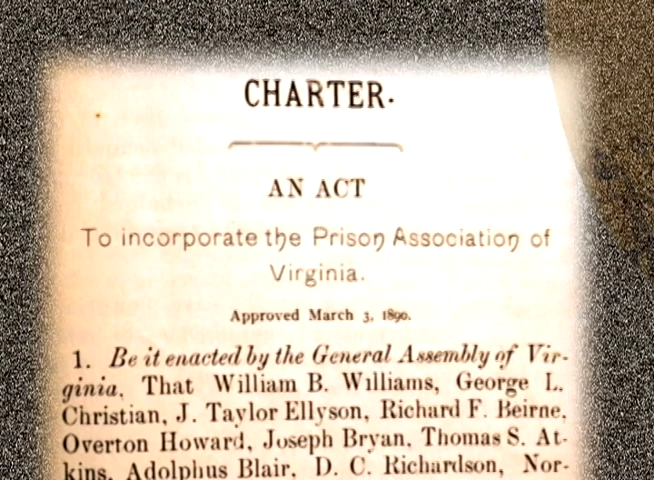 CHARTER.
AN ACT
To incorporate the Prison Association of
Virginia.
Approved March 3, 1890.
1. Be it enacted by the General Assembly of Vir-
ginia, That William B. Williams, George L.
Christian, J. Taylor Ellyson, Richard F. Beirne,
Overton Howard, Joseph Bryan, Thomas S. At-
kins, Adolphus Blair, D. C. Richardson, Nor-